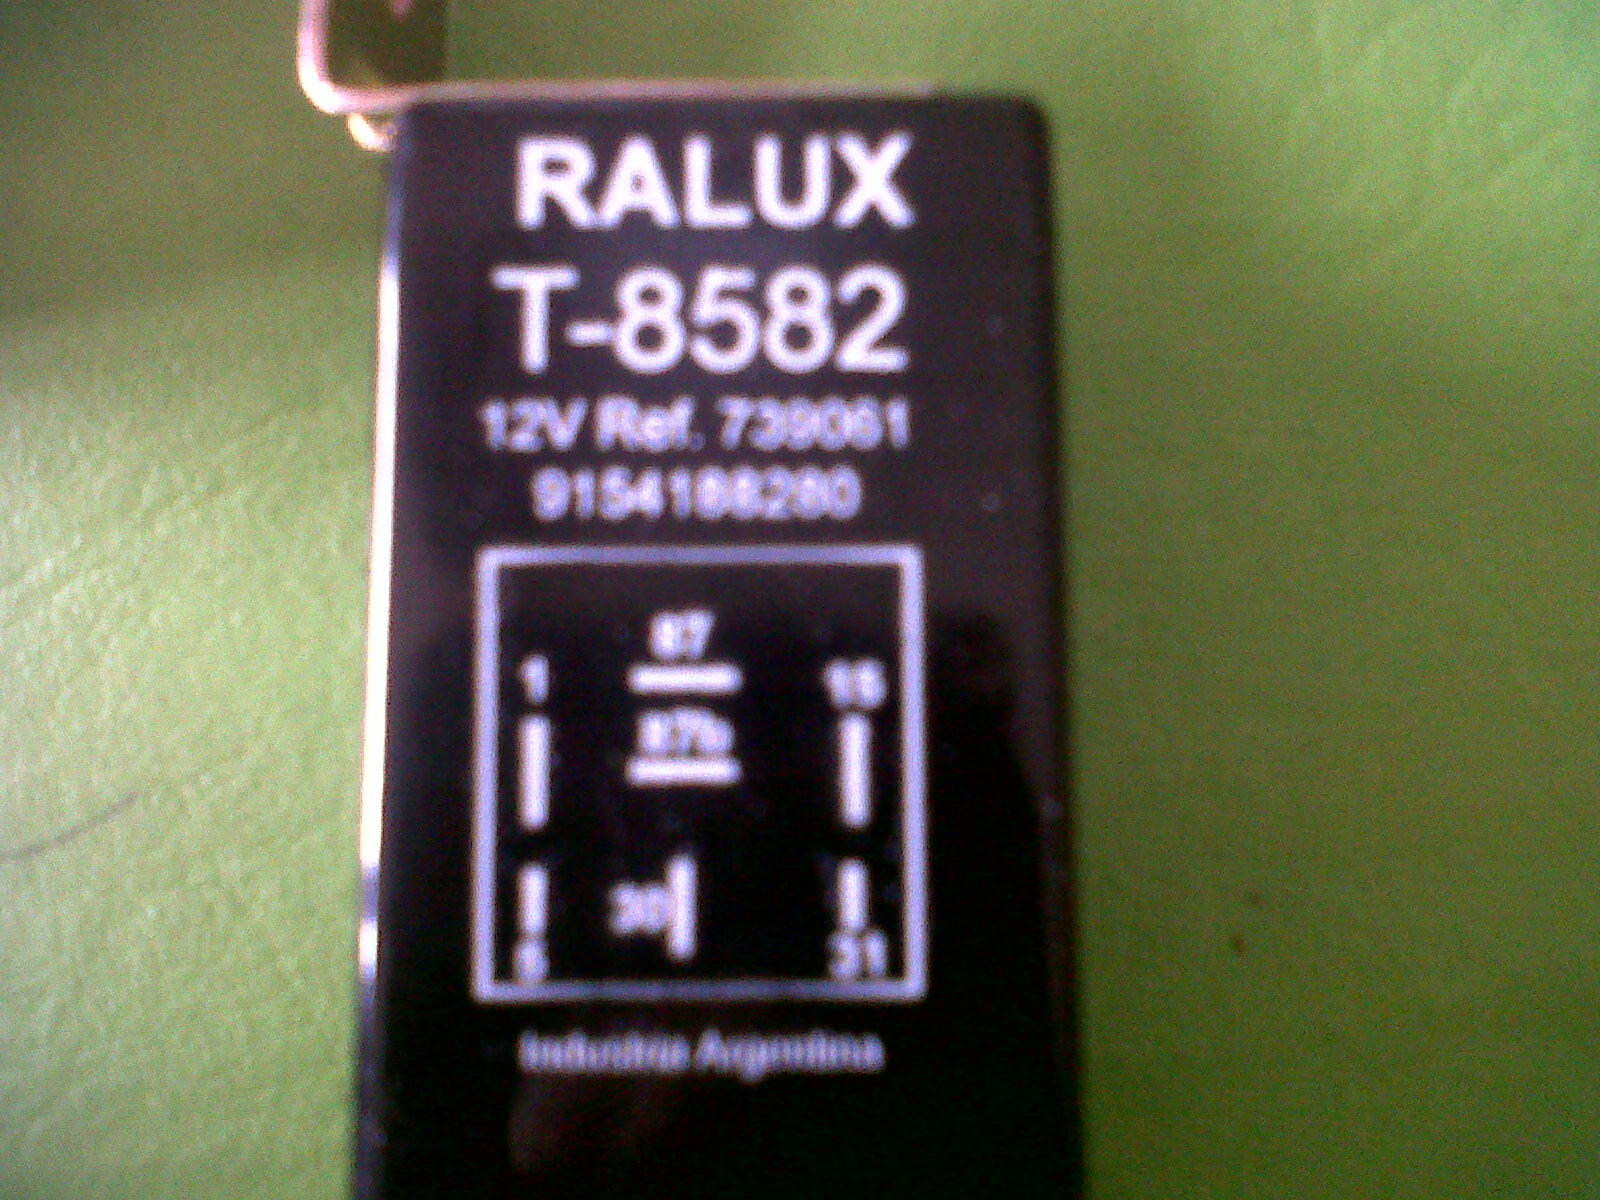 RALUX
T-8582
12V Ref. 739061
9154188280
87
1
15
87b
30
31
Industria Argentina